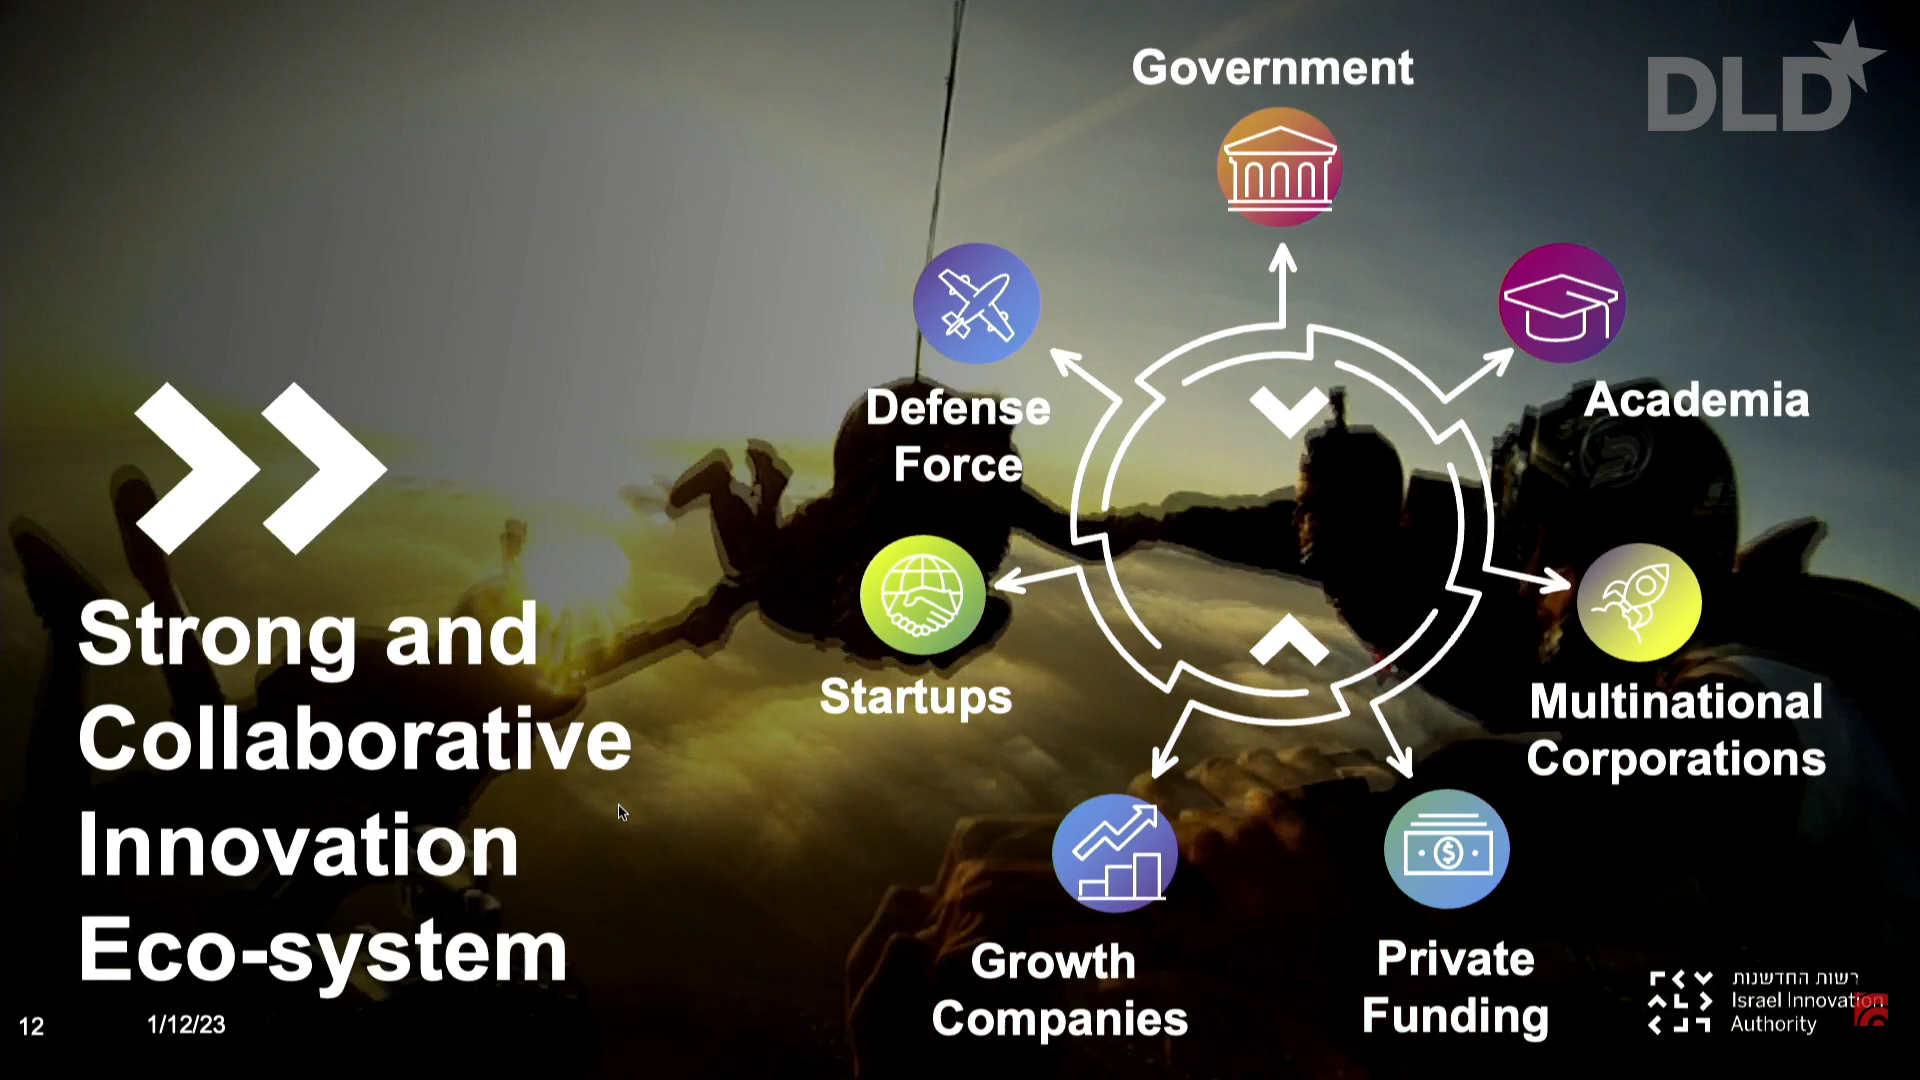 DLD
Government
Academia
Defense
Force
Startups
Multinational
Corporations
Growth
Companies
Private
Funding
Strong and
Collaborative
Innovation
Eco-system
12
1/12/23
רשות החדשנות
Israel Innovation
Authority